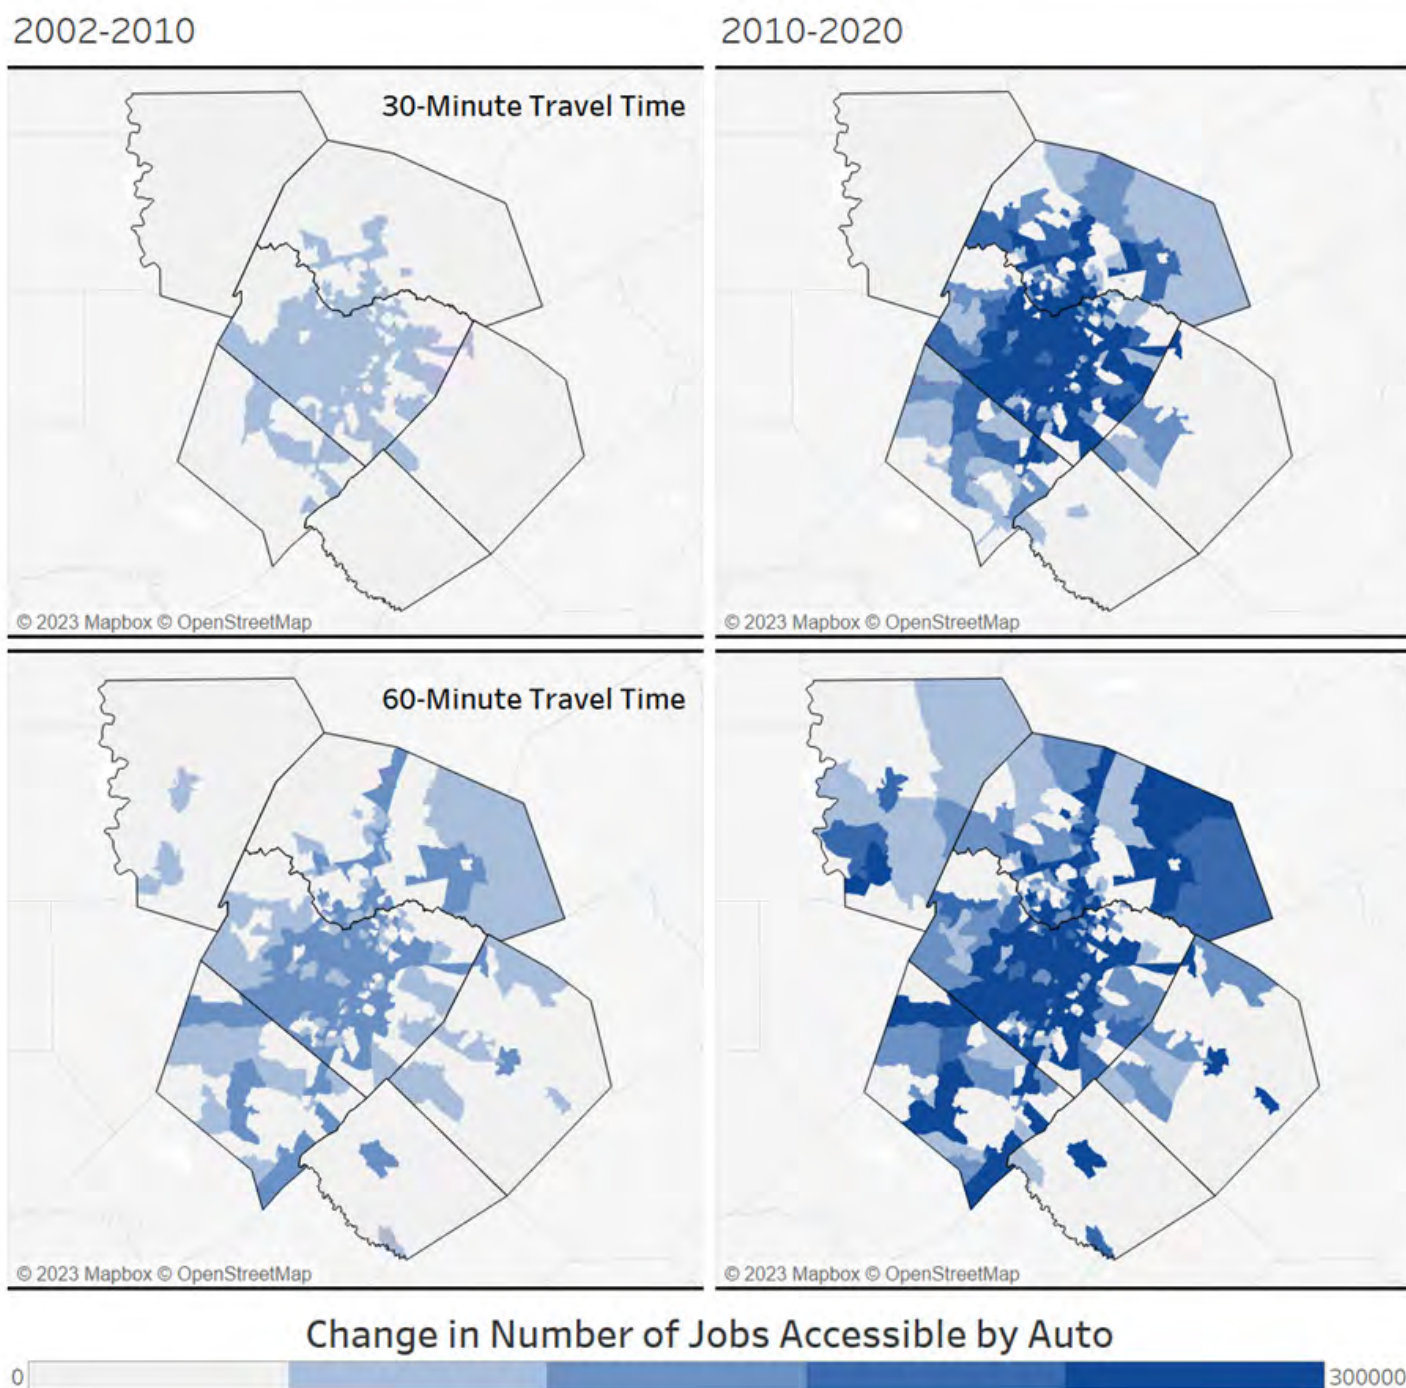 2002-2010
2010-2020
30-Minute Travel Time
© 2023 Mapbox © OpenStreetMap
© 2023 Mapbox © OpenStreetMap
60-Minute Travel Time
© 2023 Mapbox © OpenStreetMap
© 2023 Mapbox © OpenStreetMap
Change in Number of Jobs Accessible by Auto
0
300000